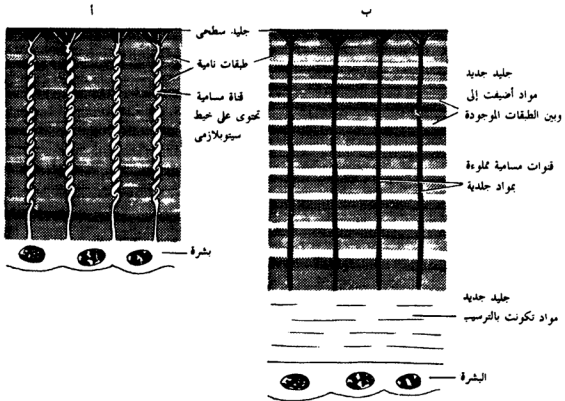 أ
ب
جليد سطحى
طبقات نامية
قناة مسامية
تحتوى على خيط
سيتوبلازمى
بشرة
جليد جديد
مواد أضيفت إلى
وبين الطبقات الموجودة
قنوات مسامية مملوءة
بمواد جلدية
جليد جديد
مواد تكونت بالترسيب
البشرة